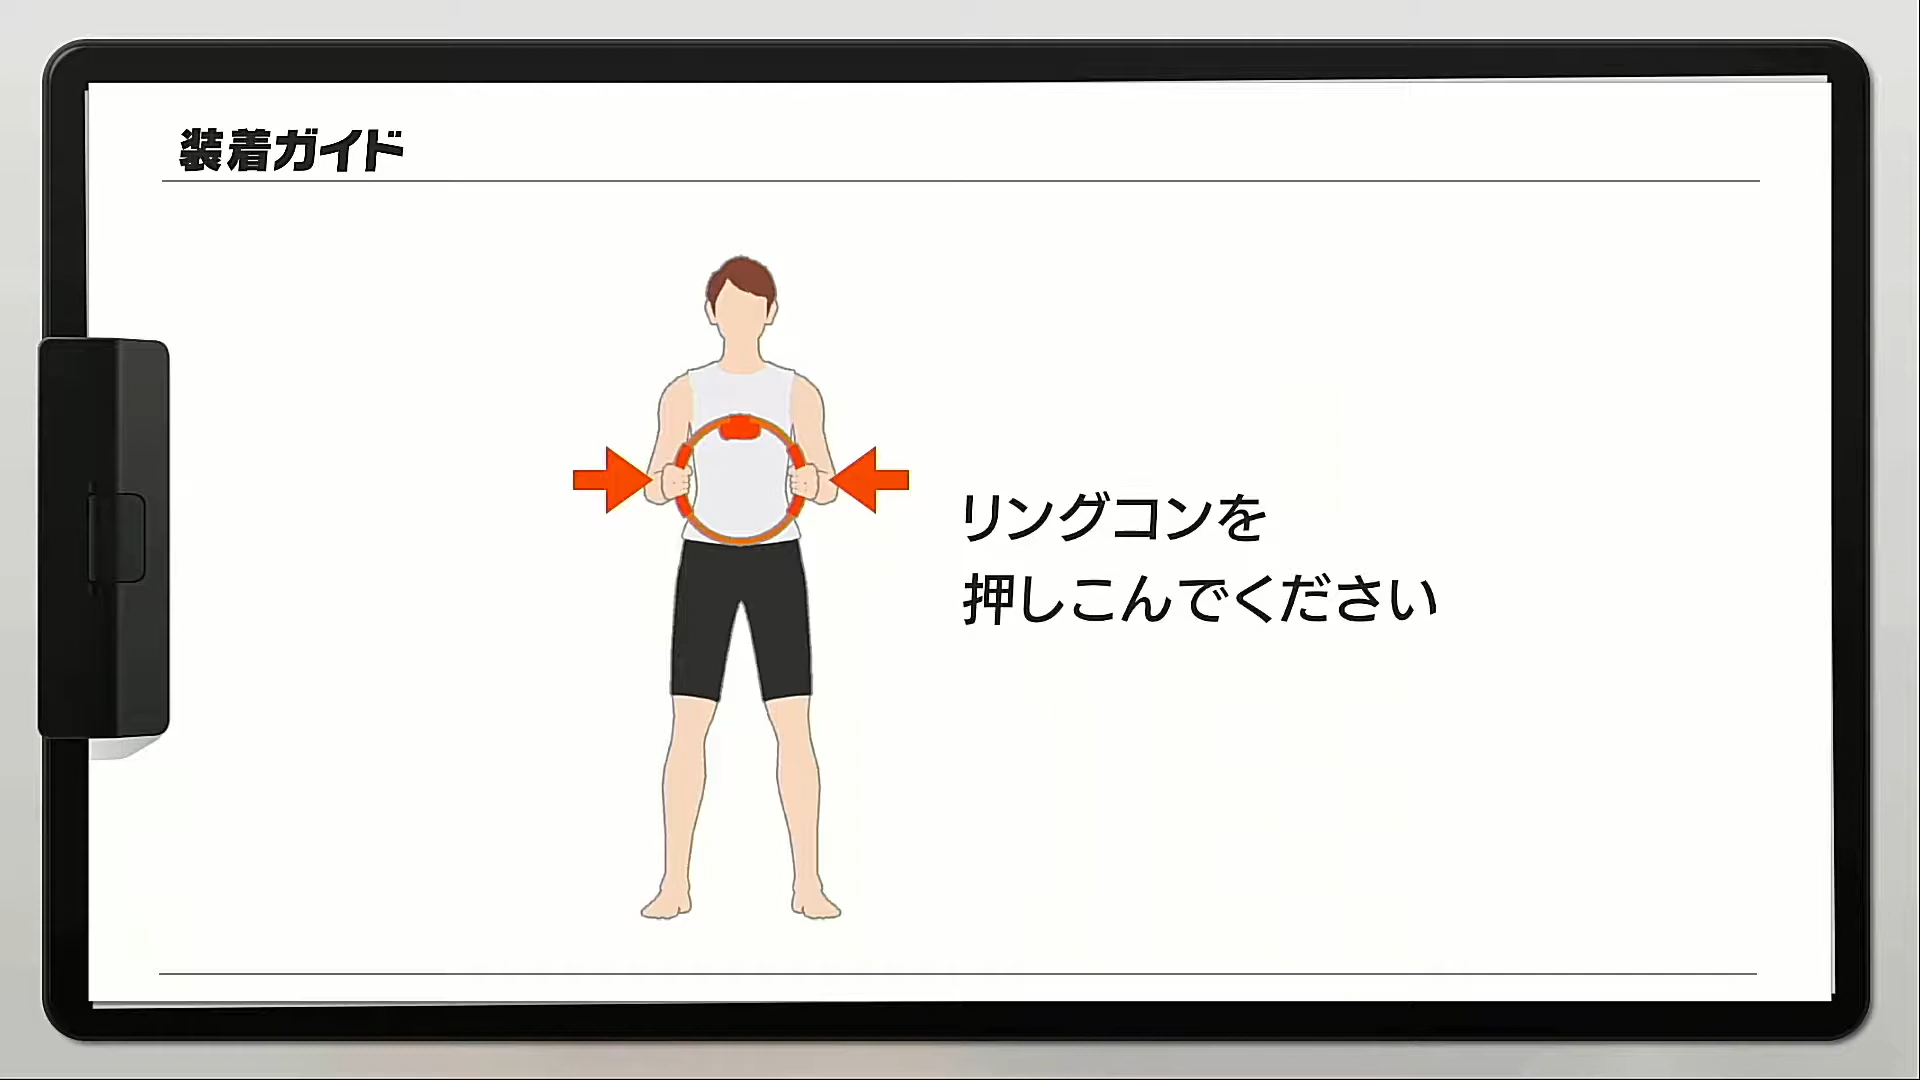 装着ガイド
リングコンを
押しこんでください